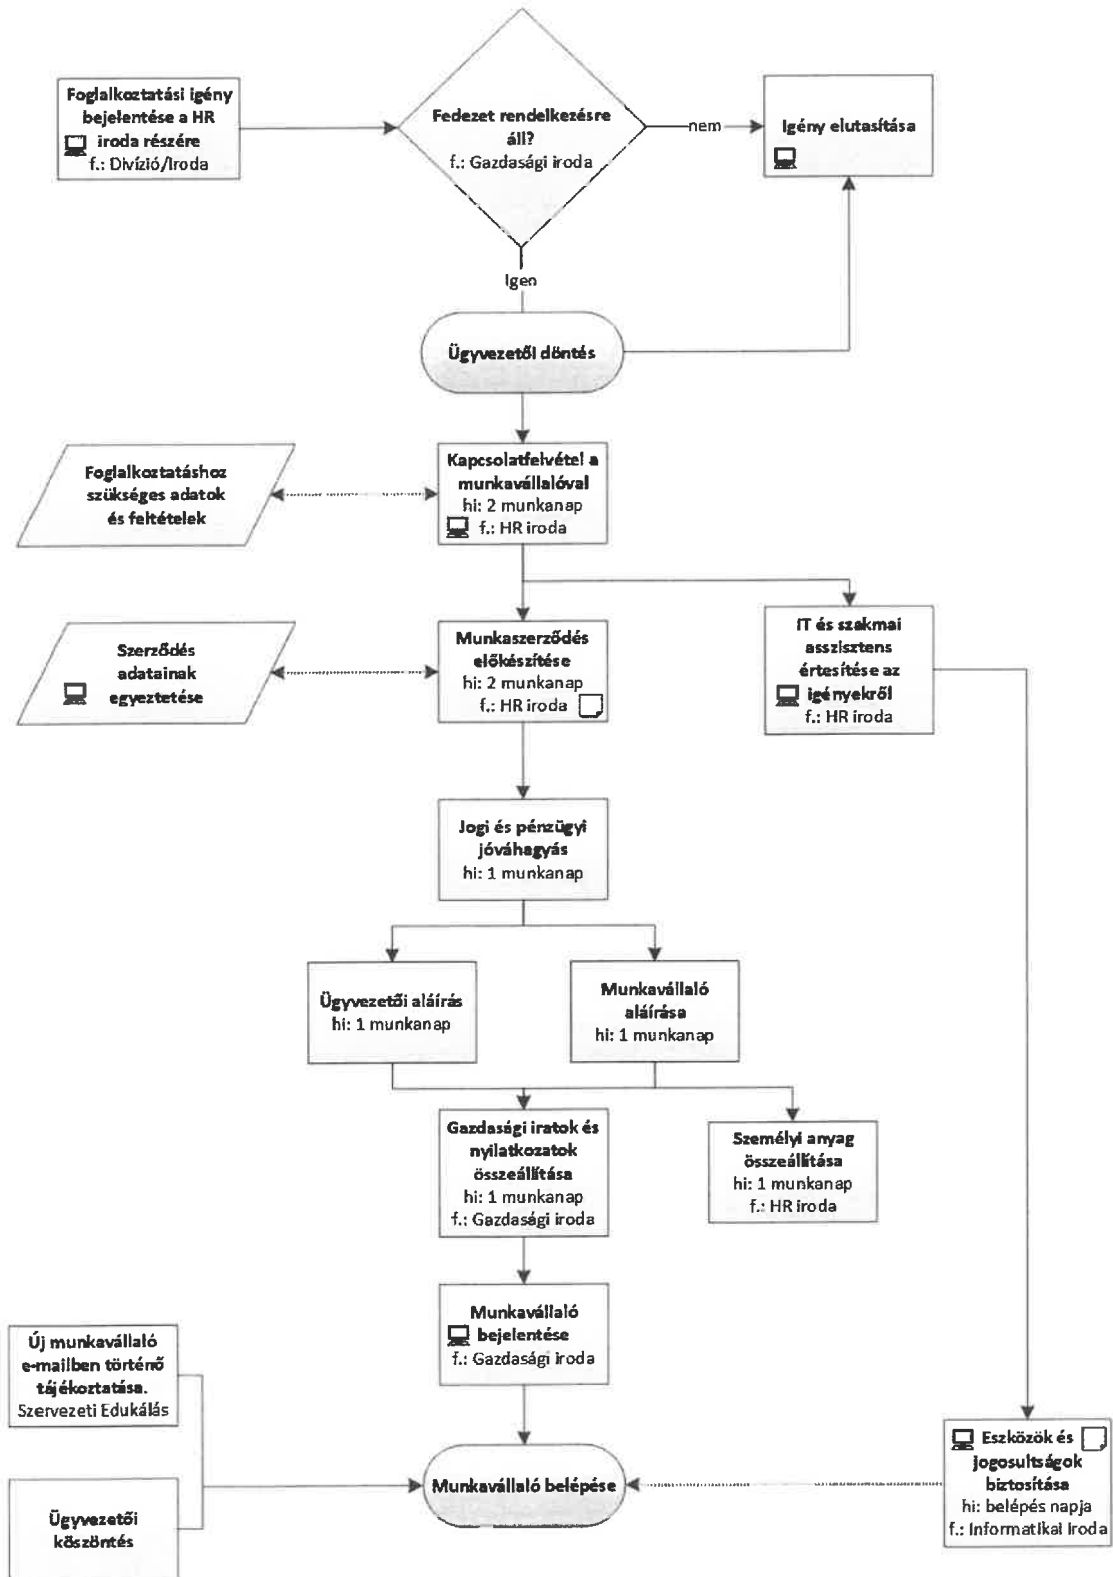 Foglalkoztatási igény
bejelentése a HR
iroda részére
f.: Divízió/Iroda
Fedezet rendelkezésre
áll?
f.: Gazdasági iroda
nem
Igény elutasítása
Igen
Ügyvezetői döntés
Foglalkoztatáshoz
szükséges adatok
és feltételek
Kapcsolatfelvétel a
munkavállalóval
hi: 2 munkanap
f.: HR iroda
Szerződés
adatainak
egyeztetése
Munkaszerződés
előkészítése
hi: 2 munkanap
f.: HR iroda
IT és szakmai
asszisztens
értesítése az
igényekről
f.: HR iroda
Jogi és pénzügyi
jóváhagyás
hi: 1 munkanap
Ügyvezetői aláírás
hi: 1 munkanap
Munkavállaló
aláírása
hi: 1 munkanap
Gazdasági iratok és
nyilatkozatok
összeállítása
hi: 1 munkanap
f.: Gazdasági iroda
Személyi anyag
összeállítása
hi: 1 munkanap
f.: HR iroda
Munkavállaló
bejelentése
f.: Gazdasági iroda
Új munkavállaló
e-mailben történő
tájékoztatása.
Szervezeti Edukálás
Ügyvezetői
köszöntés
Munkavállaló belépése
Eszközök és
jogosultságok
biztosítása
hi: belépés napja
f.: Informatikai Iroda